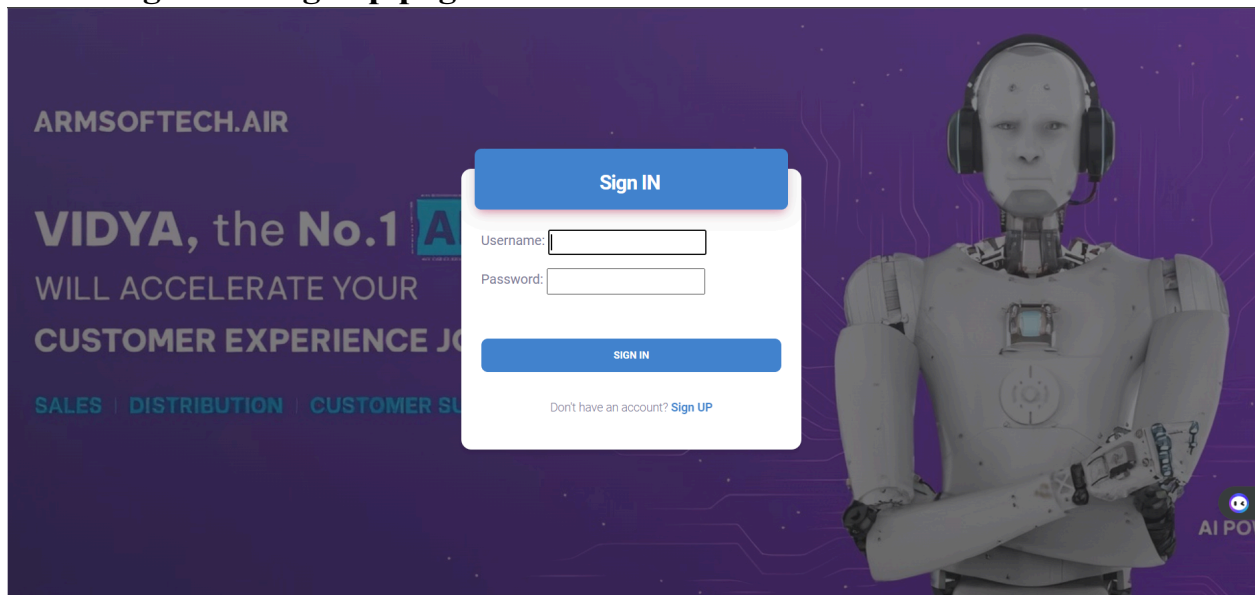 ARMSOFTECH.AIR
VIDYA, the No.1
WILL ACCELERATE YOUR
CUSTOMER EXPERIENCE
SALES | DISTRIBUTION | CUSTOMER
Sign IN
Username:
Password:
SIGN IN
Don't have an account? Sign UP
AI